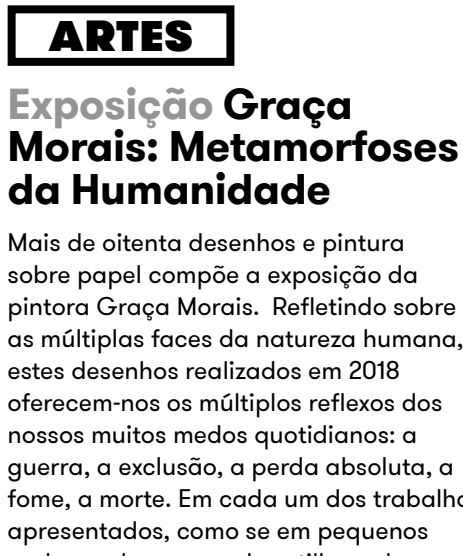 ARTES
Exposição Graça
Morais: Metamorfoses
da Humanidade
Mais de oitenta desenhos e pintura
sobre papel compõe a exposição da
pintora Graça Morais. Refletindo sobre
as múltiplas faces da natureza humana,
estes desenhos realizados em 2018
oferecem-nos os múltiplos reflexos dos
nossos muitos medos quotidianos: a
guerra, a exclusão, a perda absoluta, a
fome, a morte. Em cada um dos trabalho
apresentados, como se em pequenos